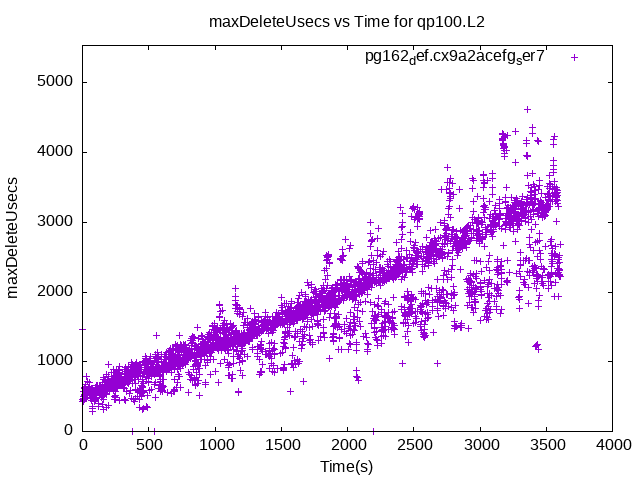 maxDeleteUsecs vs Time for qp100.L2
pg162def.cx9a2acefgser7
5000
4000
3000
2000
1000
0
maxDeleteUsecs
0 500 1000 1500 2000 2500 3000 3500 4000
Time(s)